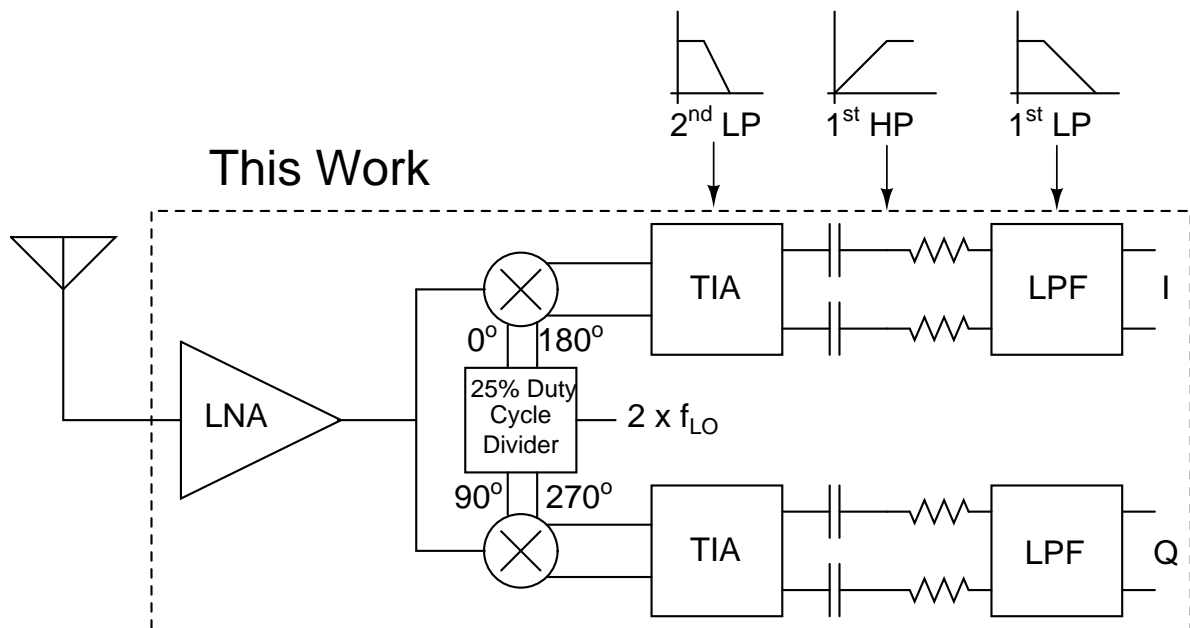 2nd LP
1st HP
1st LP
This Work
TIA
LPF
I
0o
180o
LNA
25% Duty
Cycle
Divider
2 x fLO
90o
270o
TIA
LPF
Q